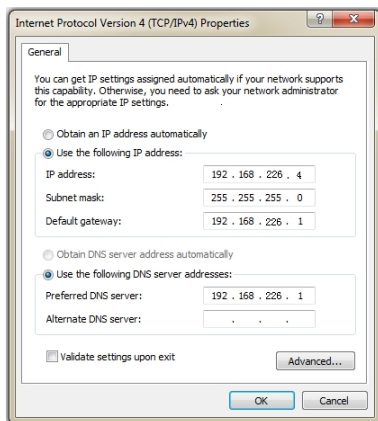 Internet Protocol Version 4 (TCP/IPv4) Properties
General
You can get IP settings assigned automatically if your network supports
this capability. Otherwise, you need to ask your network administrator
for the appropriate IP settings.
Obtain an IP address automatically
Use the following IP address:
IP address: 192 . 168 . 226 . 4
Subnet mask: 255 . 255 . 255 . 0
Default gateway: 192 . 168 . 226 . 1
Obtain DNS server address automatically
Use the following DNS server addresses:
Preferred DNS server: 192 . 168 . 226 . 1
Alternate DNS server: . . .
Validate settings upon exit
Advanced...
OK Cancel